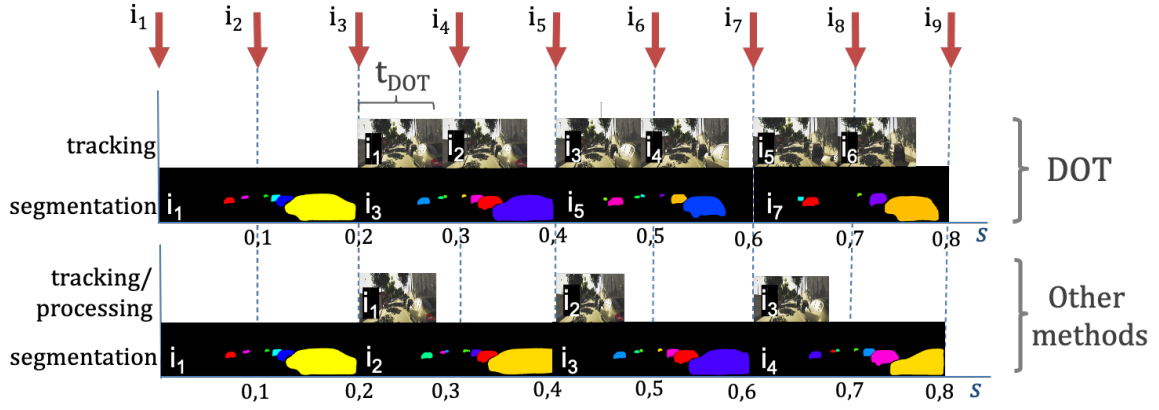 i1 i2 i3 i4 i5 i6 i7 i8 i9
tDOT
tracking
i1 i2 i3 i4 i5 i6
DOT
segmentation
i1 i3 i5 i7
0,1 0,2 0,3 0,4 0,5 0,6 0,7 0,8 s
tracking/
processing
i1 i2 i3
Other
methods
segmentation
i1 i2 i3 i4
0,1 0,2 0,3 0,4 0,5 0,6 0,7 0,8 s